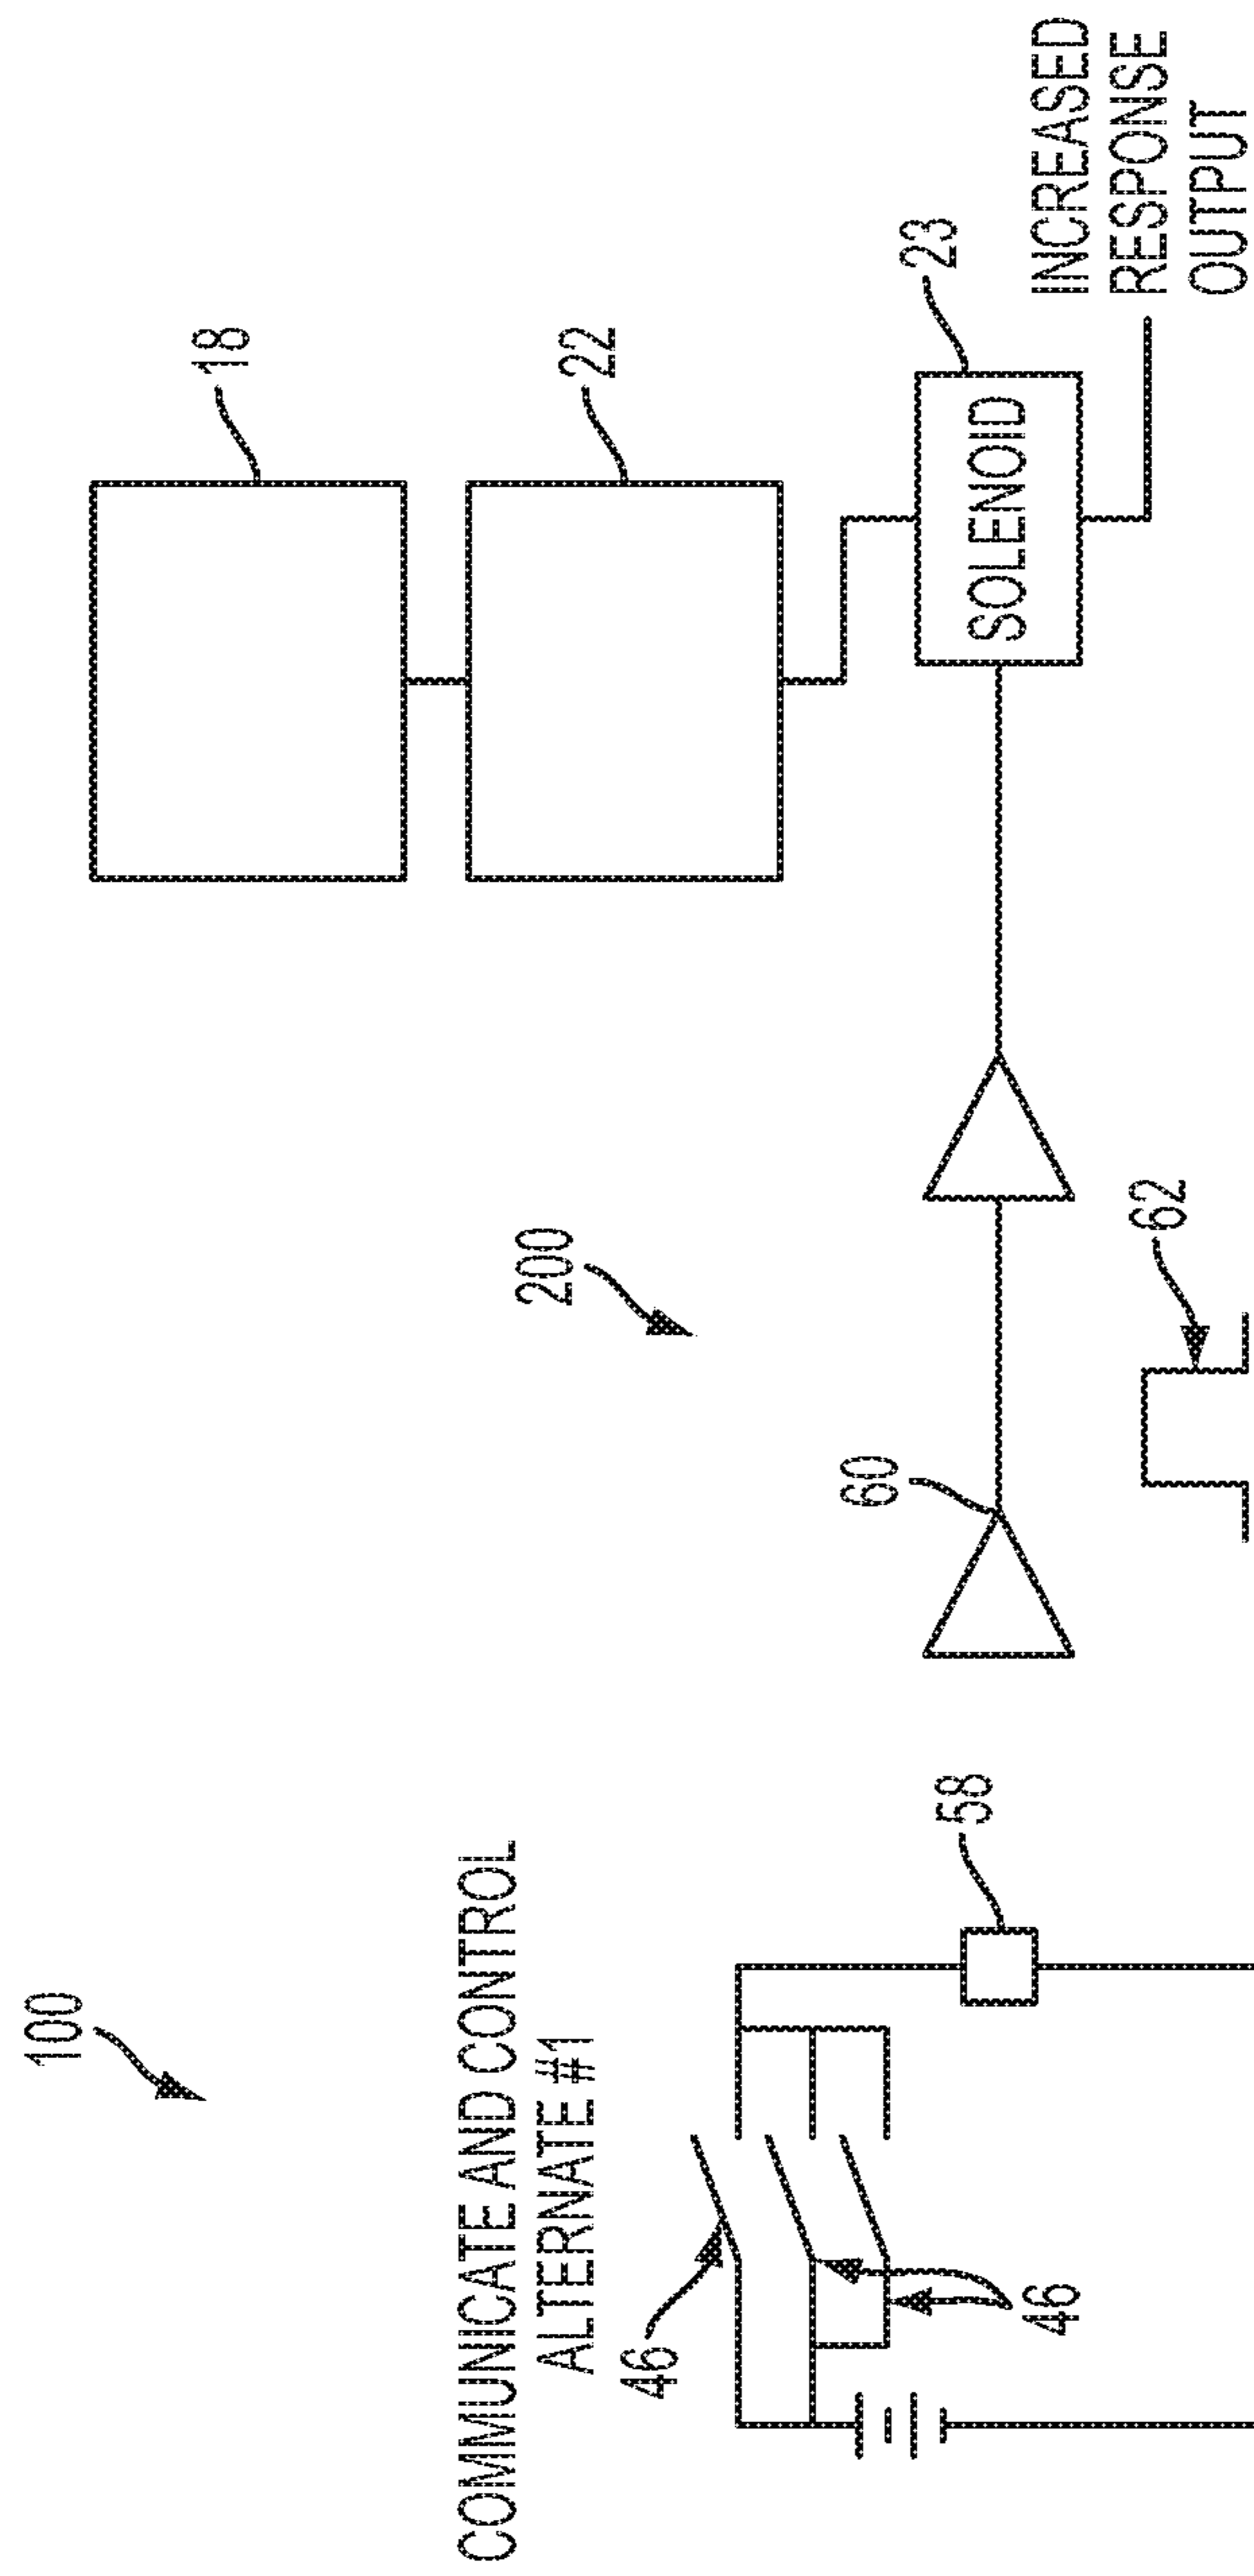 100
COMMUNICATE AND CONTROL
ALTERNATE #1
46
46
58
200
60
62
18
22
23
SOLENOID
INCREASED
RESPONSE
OUTPUT